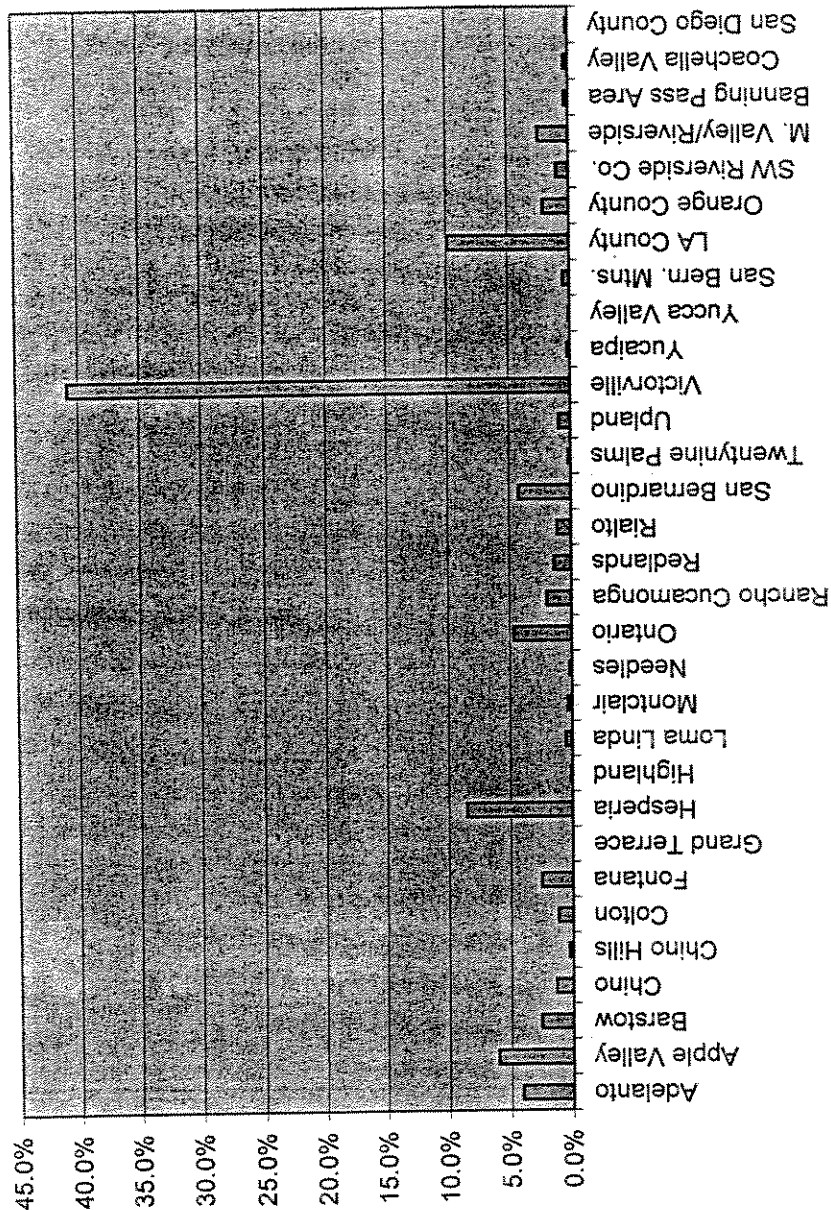 45.0%
40.0%
35.0%
30.0%
25.0%
20.0%
15.0%
10.0%
5.0%
0.0%
Adelanto
Apple Valley
Barstow
Chino
Chino Hills
Colton
Fontana
Grand Terrace
Hesperia
Highland
Loma Linda
Montclair
Needles
Ontario
Rancho Cucamonga
Redlands
Rialto
San Bernardino
Twentynine Palms
Upland
Victorville
Yucaipa
Yucca Valley
San Bern. Mtns.
LA County
Orange County
SW Riverside Co.
M. Valley/Riverside
Banning Pass Area
Coachella Valley
San Diego County